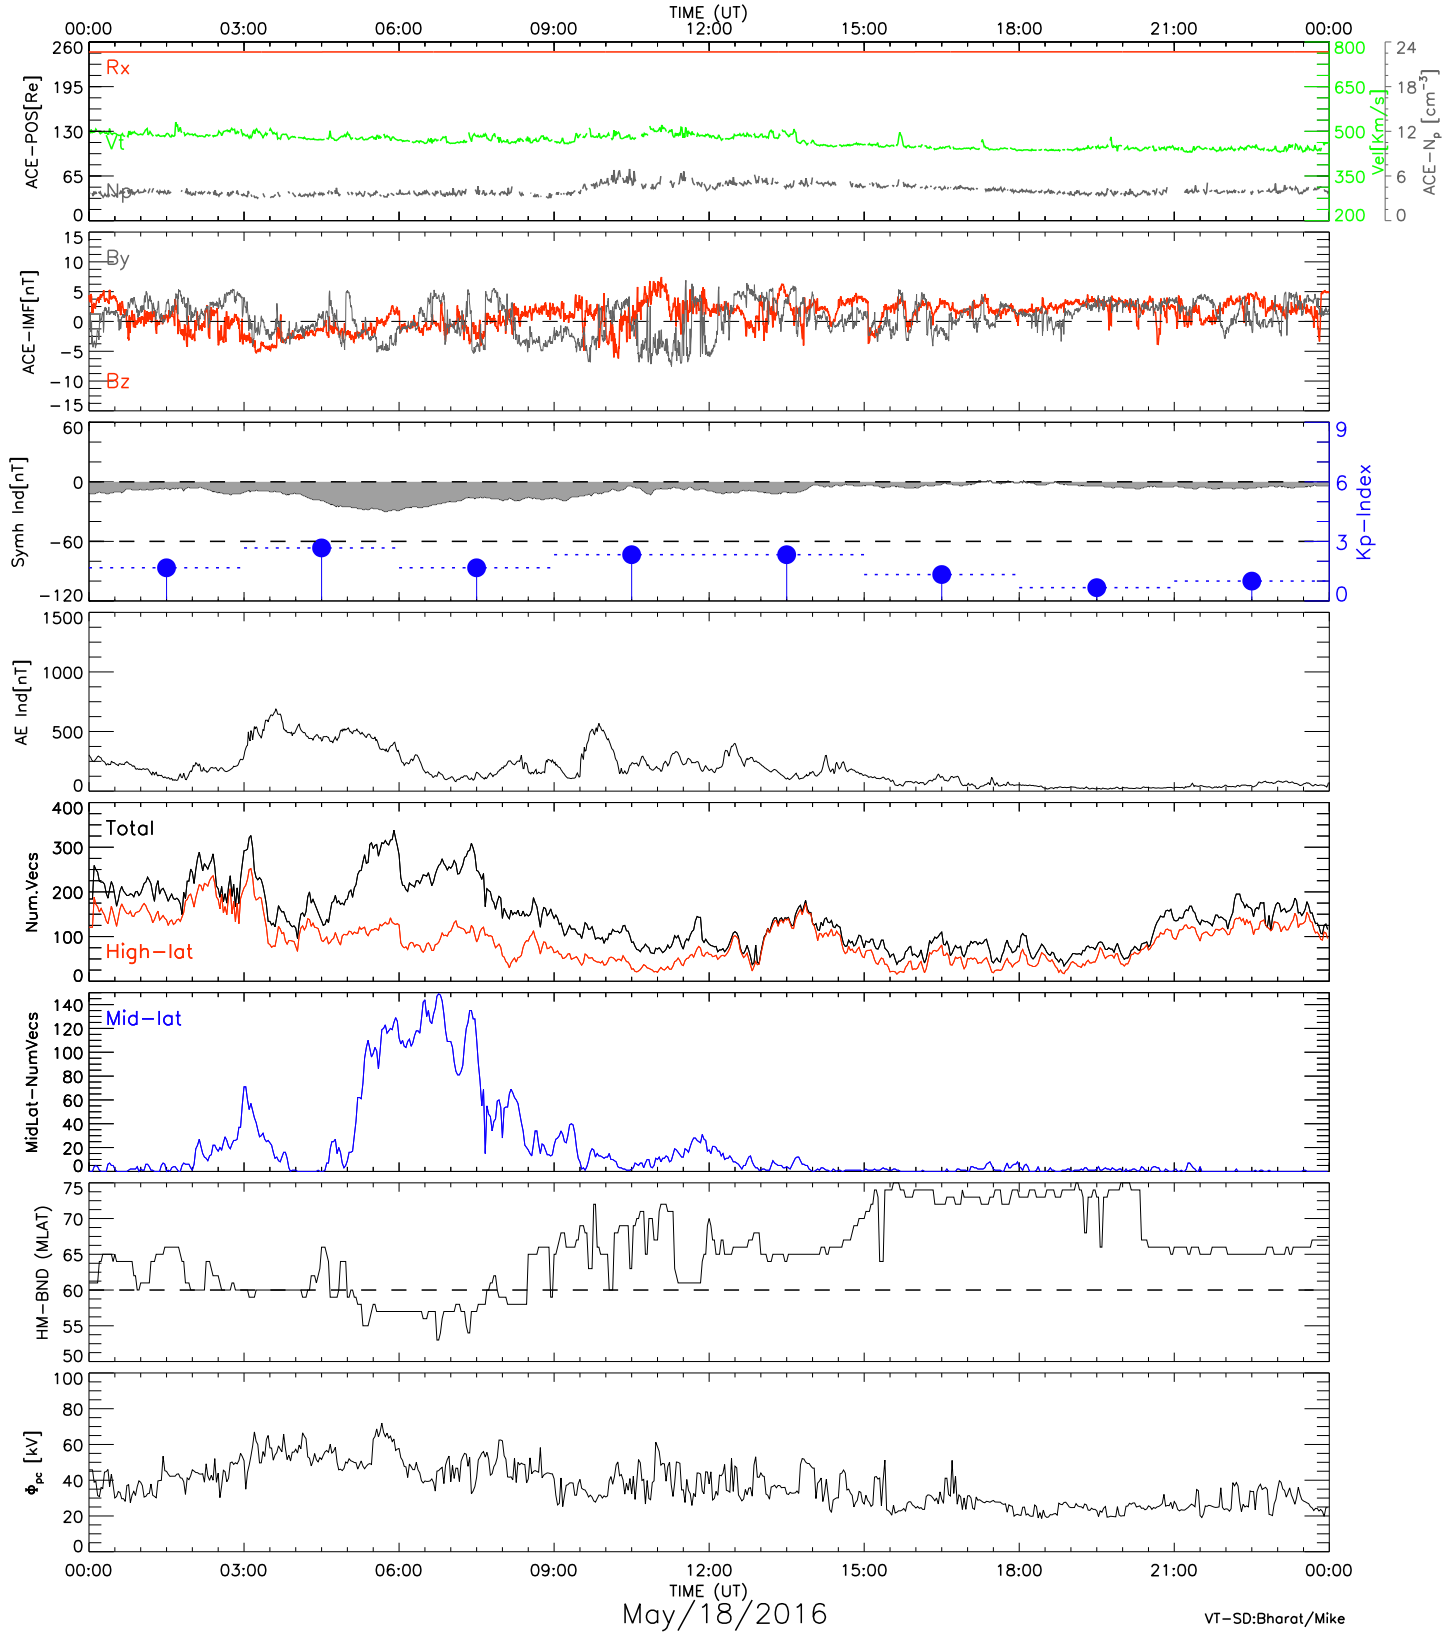 TIME (UT)
00:00 03:00 06:00 09:00 12:00 15:00 18:00 21:00 00:00
ACE-POS[Re]
260
195
130
65
0
Rx
Vt
Np
800
650
500
350
200
Vel[Km/s]
24
18
12
6
0
ACE-Np [cm-3]
ACE-IMF[nT]
15
10
5
0
-5
-10
-15
By
Bz
Symh Ind[nT]
60
0
-60
-120
9
6
3
0
Kp-Index
AE Ind[nT]
1500
1000
500
0
Num.Vecs
400
300
200
100
0
Total
High-lat
MidLat-NumVecs
140
120
100
80
60
40
20
0
Mid-lat
HM-BND (MLAT)
75
70
65
60
55
50
Φpc [kV]
100
80
60
40
20
0
00:00 03:00 06:00 09:00 12:00 15:00 18:00 21:00 00:00
TIME (UT)
May/18/2016
VT-SD:Bharat/Mike